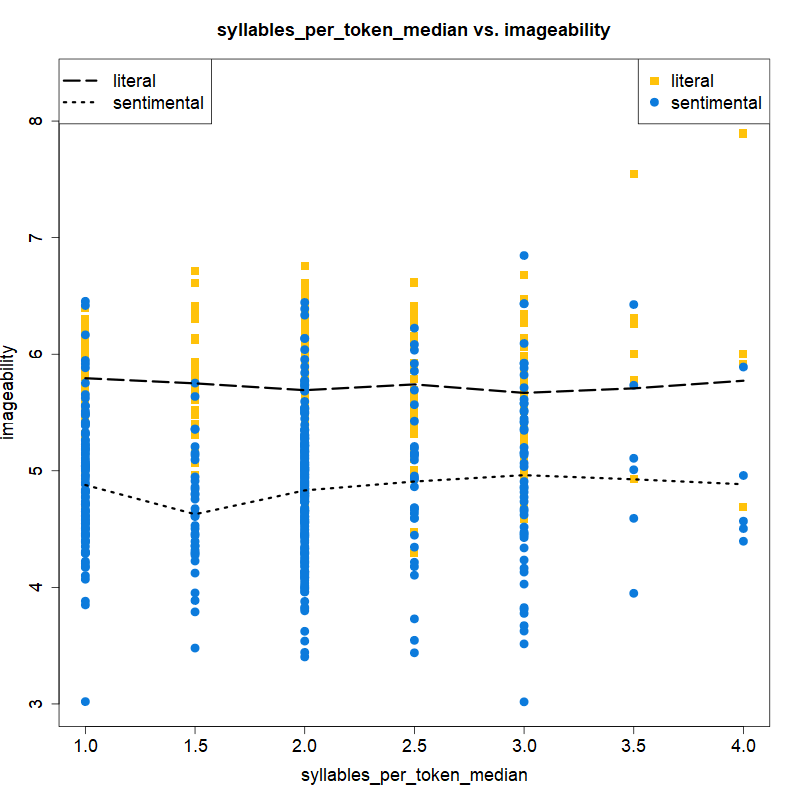 syllables_per_token_median vs. imageability
literal
sentimental
literal
sentimental
8
7
6
5
4
3
imageability
1.0 1.5 2.0 2.5 3.0 3.5 4.0
syllables_per_token_median